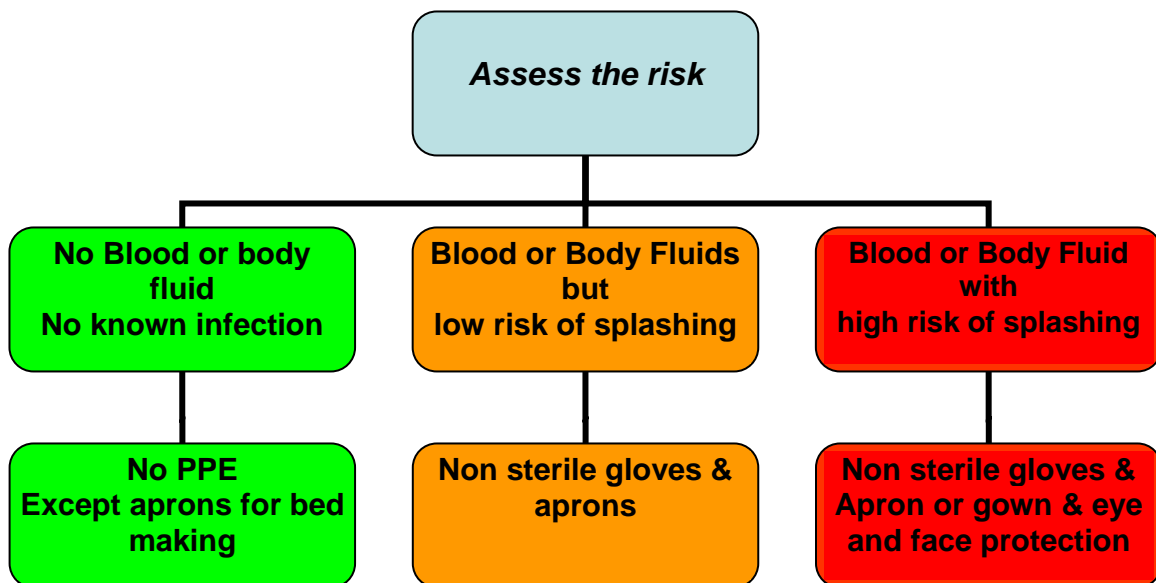 Assess the risk
No Blood or body
fluid
No known infection
Blood or Body Fluids
but
low risk of splashing
Blood or Body Fluid
with
high risk of splashing
No PPE
Except aprons for bed
making
Non sterile gloves &
aprons
Non sterile gloves &
Apron or gown & eye
and face protection